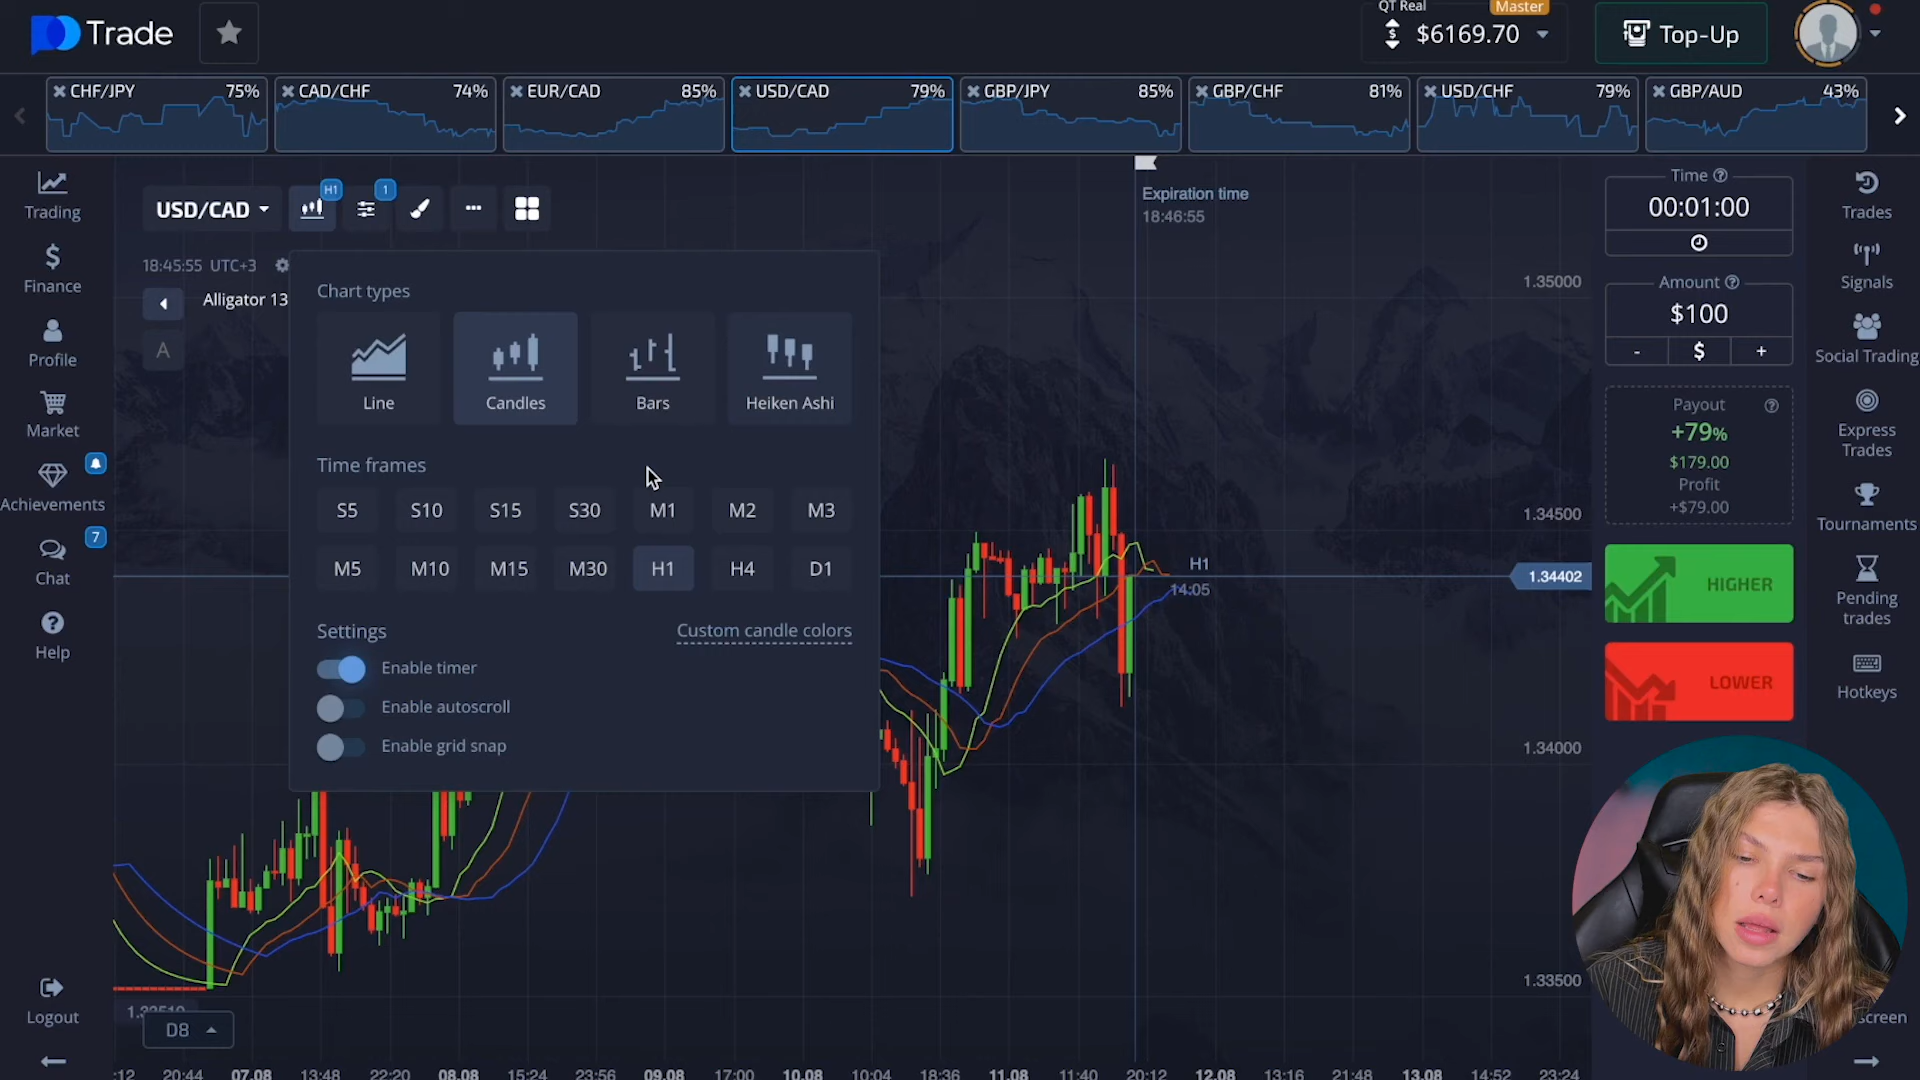 Trade
QT Real
Master
$6169.70
Top-Up
CHF/JPY 75%
CAD/CHF 74%
EUR/CAD 85%
USD/CAD 79%
GBP/JPY 85%
GBP/CHF 81%
USD/CHF 79%
GBP/AUD 43%
Trading
Finance
Profile
Market
Achievements
7
Chat
Help
Logout
USD/CAD
H1
1
18:45:55 UTC+3
Alligator 13
A
Chart types
Line
Candles
Bars
Heiken Ashi
Time frames
S5 S10 S15 S30 M1 M2 M3
M5 M10 M15 M30 H1 H4 D1
Settings
Custom candle colors
Enable timer
Enable autoscroll
Enable grid snap
Expiration time
18:46:55
H1
14:05
1.35000
1.34500
1.34402
1.34000
1.33500
D8
:12 20:44 07.08 13:48 22:20 08.08 15:24 23:56 09.08 17:00 10.08 10:04 18:36 11.08 11:40 20:12 12.08 13:16 21:48 13.08 14:52 23:24
Time
00:01:00
Amount
$100
- $ +
Payout
+79%
$179.00
Profit
+$79.00
HIGHER
LOWER
Trades
Signals
Social Trading
Express
Trades
Tournaments
Pending
trades
Hotkeys
screen